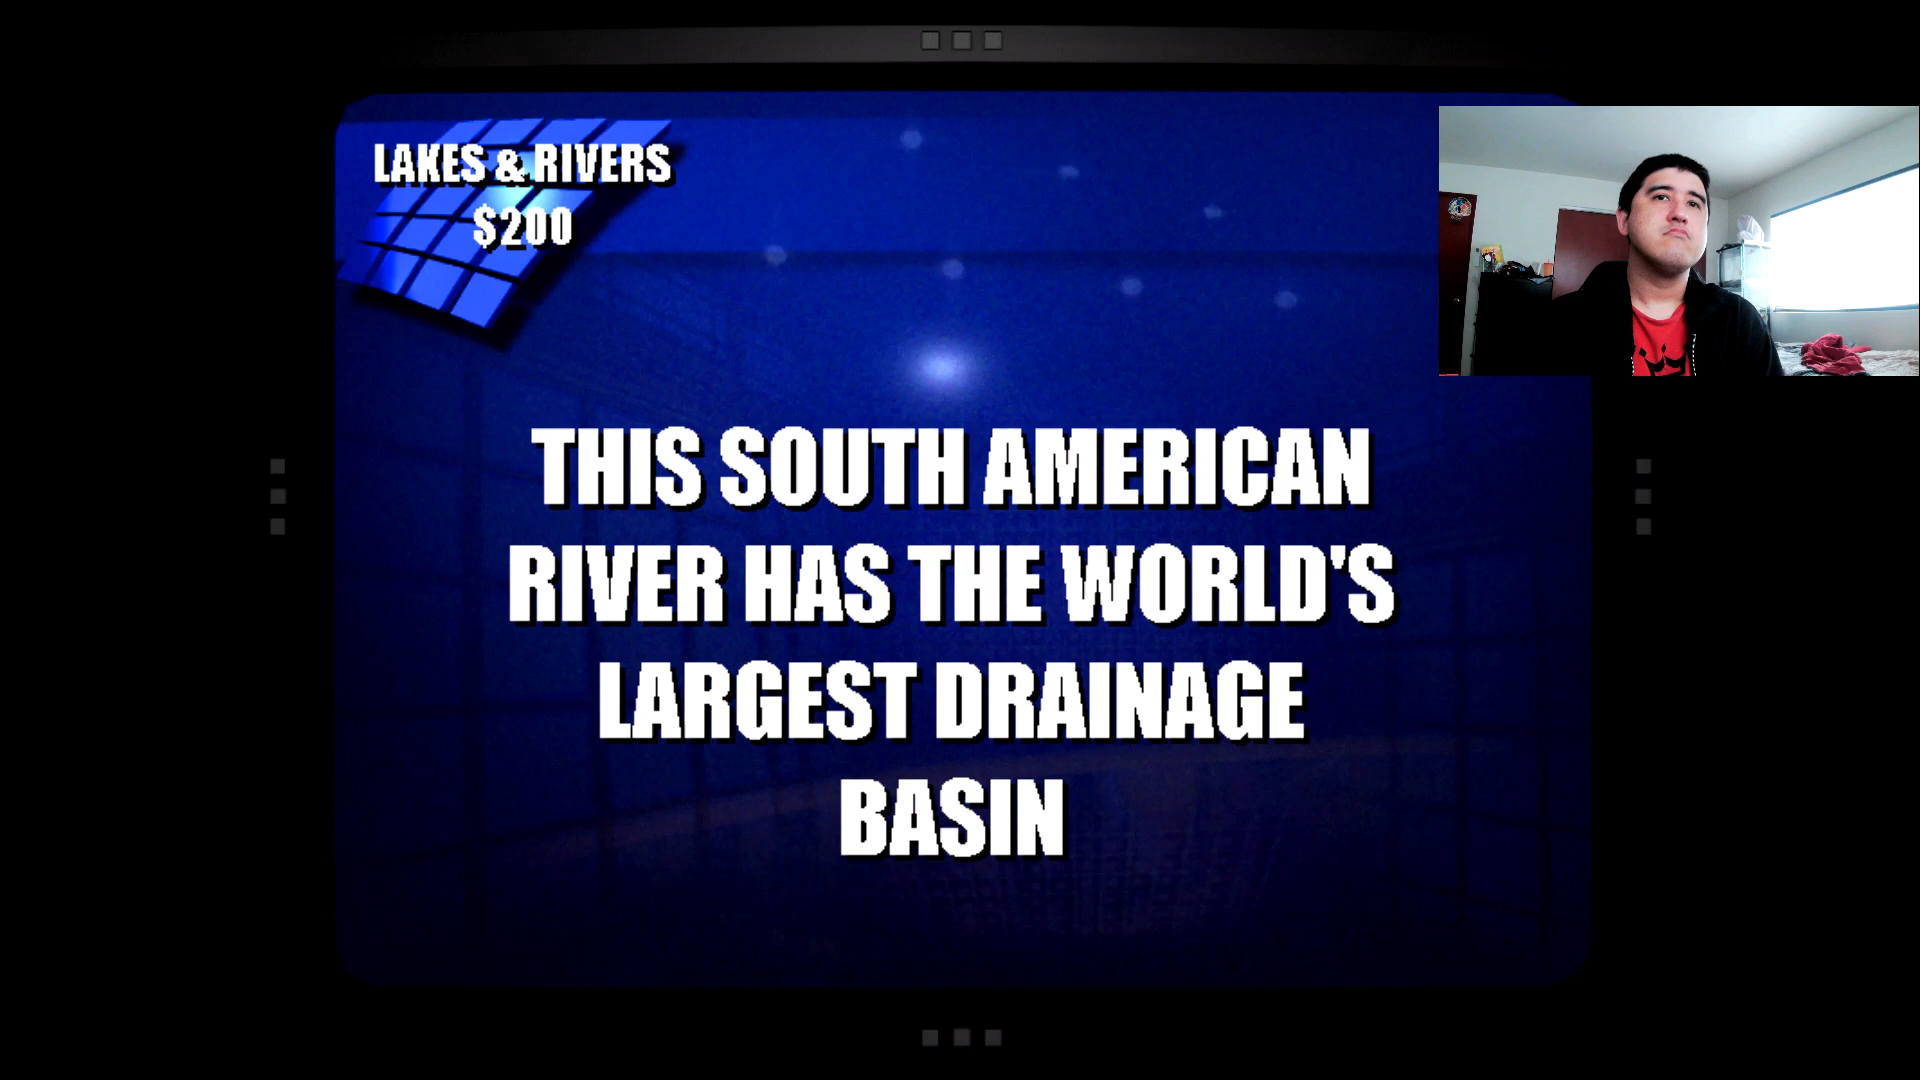 LAKES & RIVERS
$200
THIS SOUTH AMERICAN
RIVER HAS THE WORLD'S
LARGEST DRAINAGE
BASIN